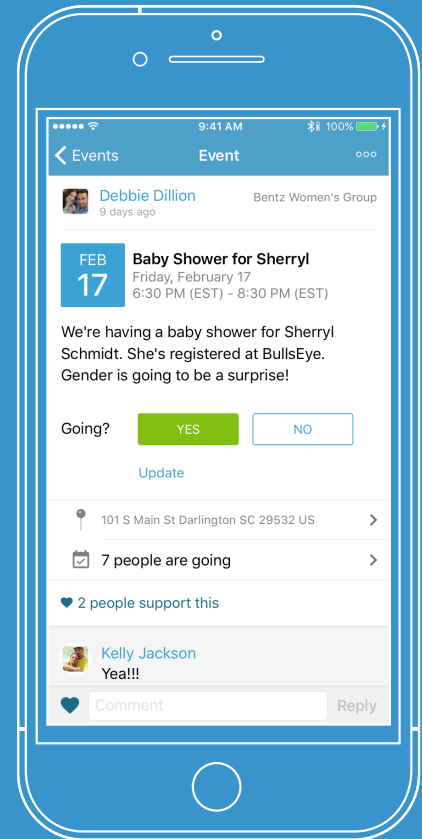 9:41 AM
100%
Events
Event
Debbie Dillion
Bentz Women's Group
9 days ago
FEB
17
Baby Shower for Sherryl
Friday, February 17
6:30 PM (EST) - 8:30 PM (EST)
We're having a baby shower for Sherryl
Schmidt. She's registered at BullsEye.
Gender is going to be a surprise!
Going?
YES
NO
Update
101 S Main St Darlington SC 29532 US
7 people are going
2 people support this
Kelly Jackson
Yea!!!
Comment
Reply